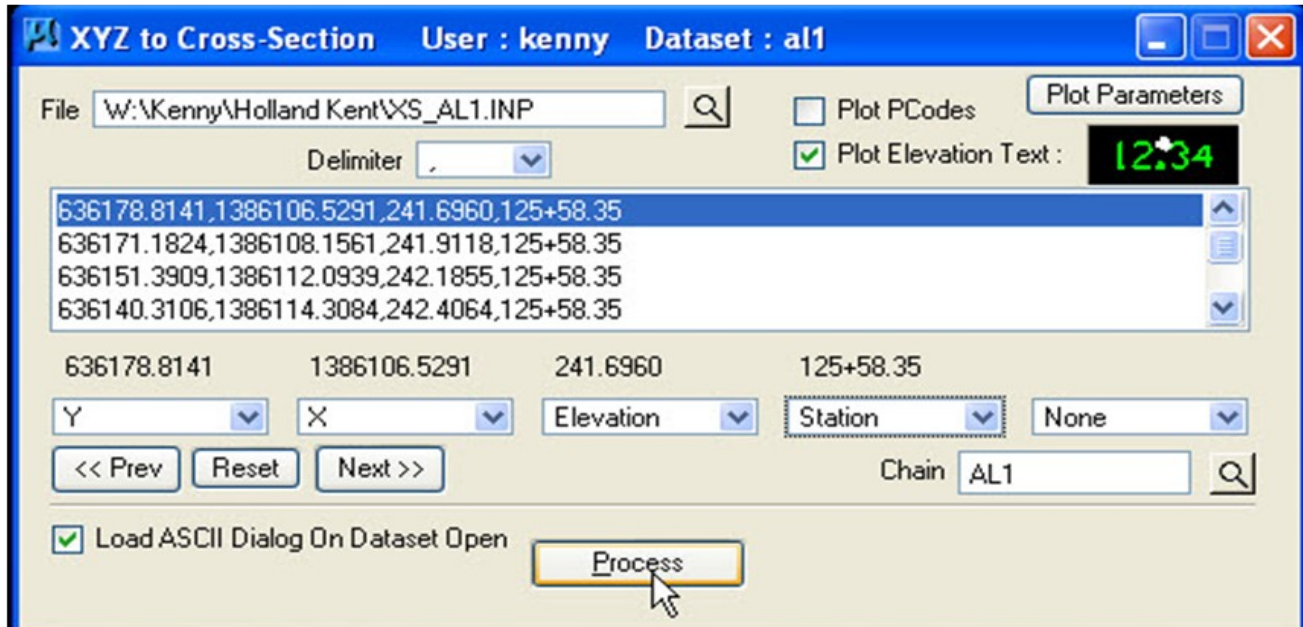 XYZ to Cross-Section User : kenny Dataset : al1
File W:\Kenny\Holland Kent\XS_AL1.INP
Plot PCodes
Plot Parameters
Delimiter ,
Plot Elevation Text :
12.34
636178.8141,1386106.5291,241.6960,125+58.35
636171.1824,1386108.1561,241.9118,125+58.35
636151.3909,1386112.0939,242.1855,125+58.35
636140.3106,1386114.3084,242.4064,125+58.35
636178.8141 1386106.5291 241.6960 125+58.35
Y X Elevation Station None
<< Prev Reset Next >> Chain AL1
Load ASCII Dialog On Dataset Open
Process